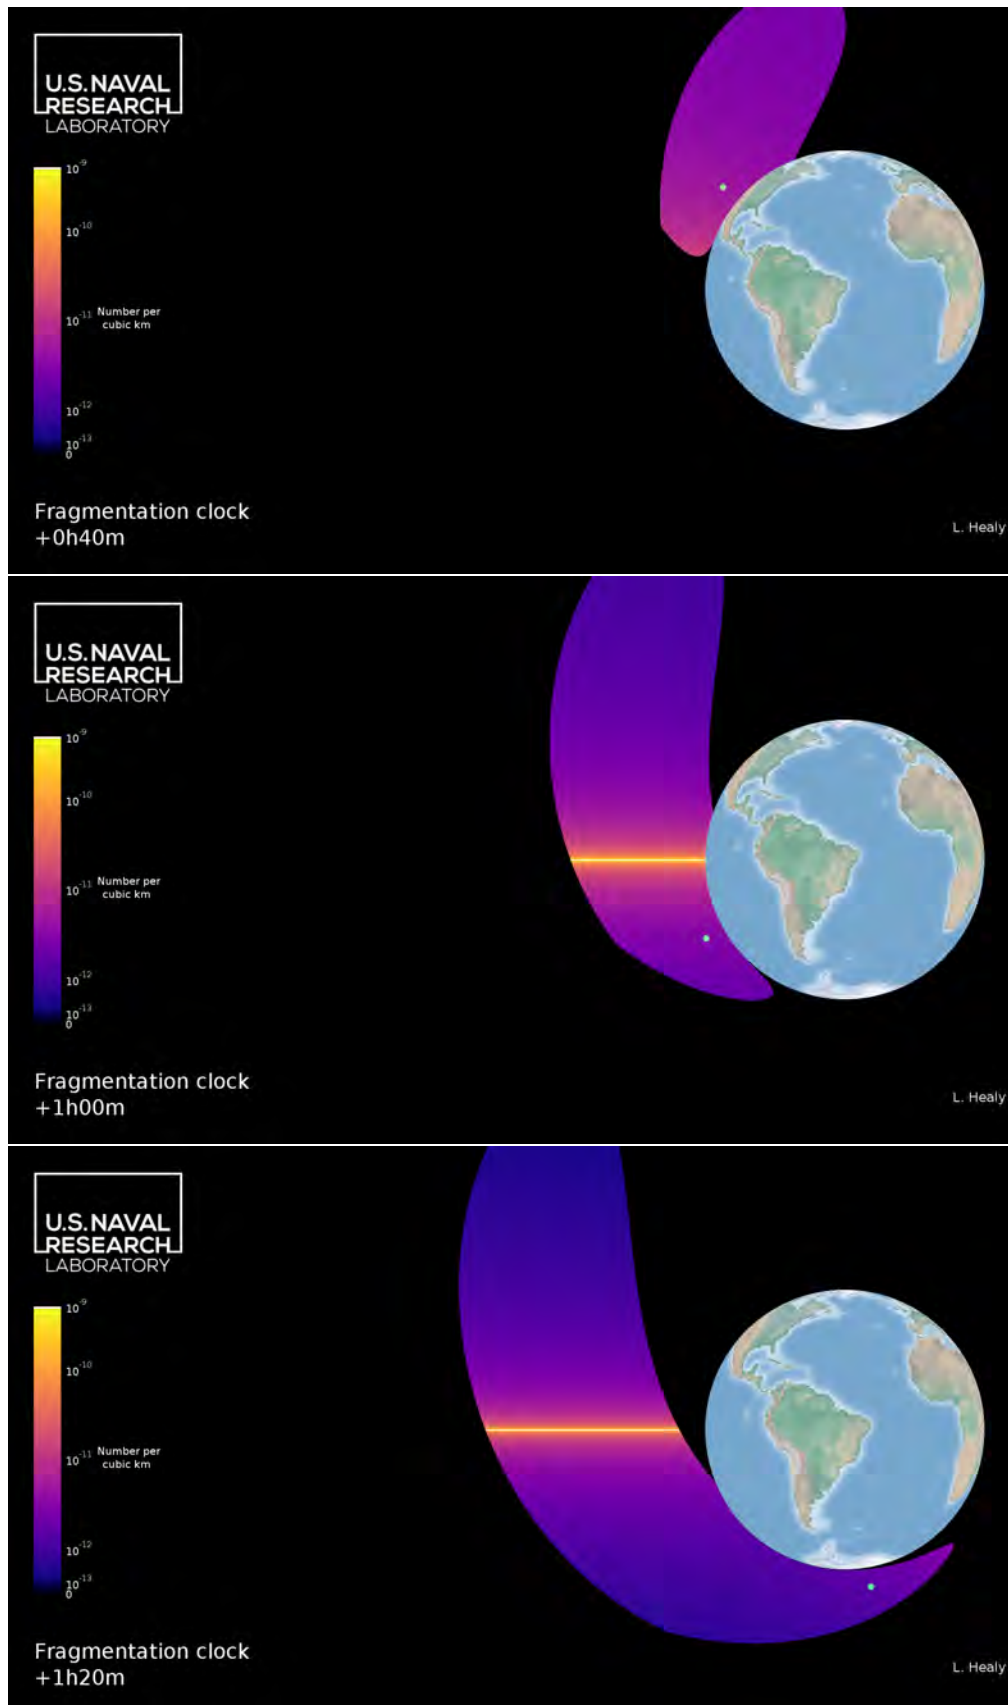 U.S. NAVAL
RESEARCH
LABORATORY
10-9
10-10
10-11
Number per
cubic km
10-12
10-13
0
Fragmentation clock
+0h40m
L. Healy
U.S. NAVAL
RESEARCH
LABORATORY
10-9
10-10
10-11
Number per
cubic km
10-12
10-13
0
Fragmentation clock
+1h00m
L. Healy
U.S. NAVAL
RESEARCH
LABORATORY
10-9
10-10
10-11
Number per
cubic km
10-12
10-13
0
Fragmentation clock
+1h20m
L. Healy